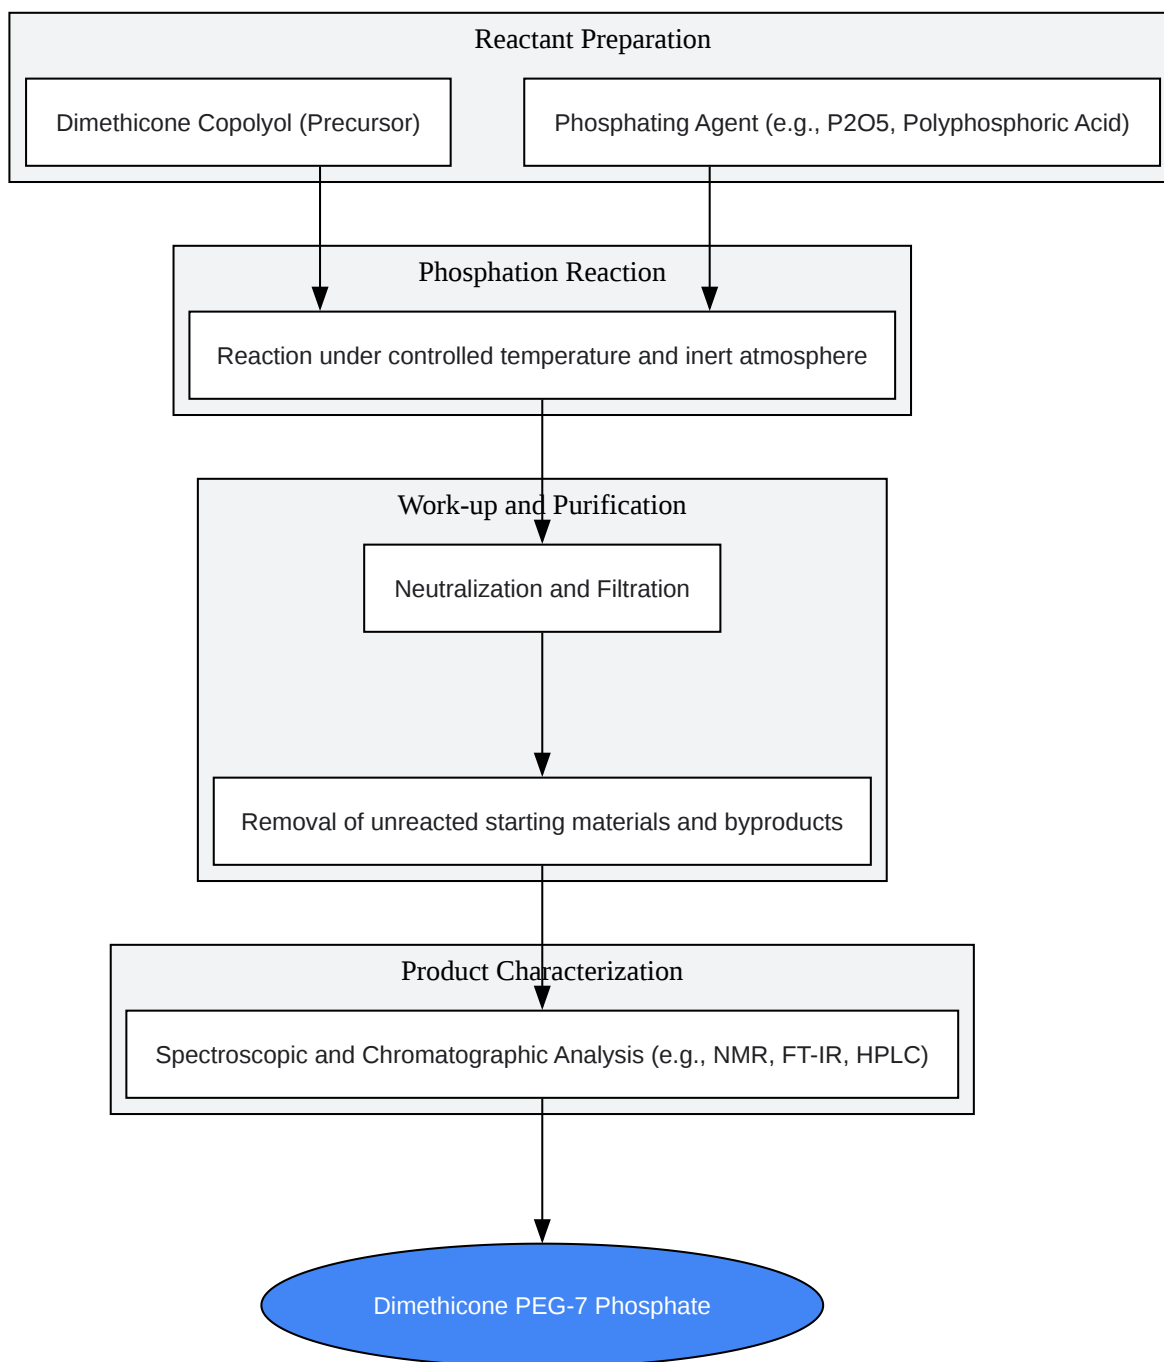 Reactant Preparation
Dimethicone Copolyol (Precursor)
Phosphating Agent (e.g., P2O5, Polyphosphoric Acid)
Phosphation Reaction
Reaction under controlled temperature and inert atmosphere
Work-up and Purification
Neutralization and Filtration
Removal of unreacted starting materials and byproducts
Product Characterization
Spectroscopic and Chromatographic Analysis (e.g., NMR, FT-IR, HPLC)
Dimethicone PEG-7 Phosphate